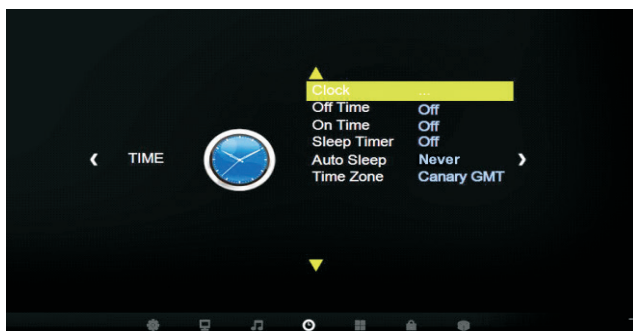 Clock ...
Off Time Off
On Time Off
Sleep Timer Off
TIME
Auto Sleep Never
Time Zone Canary GMT